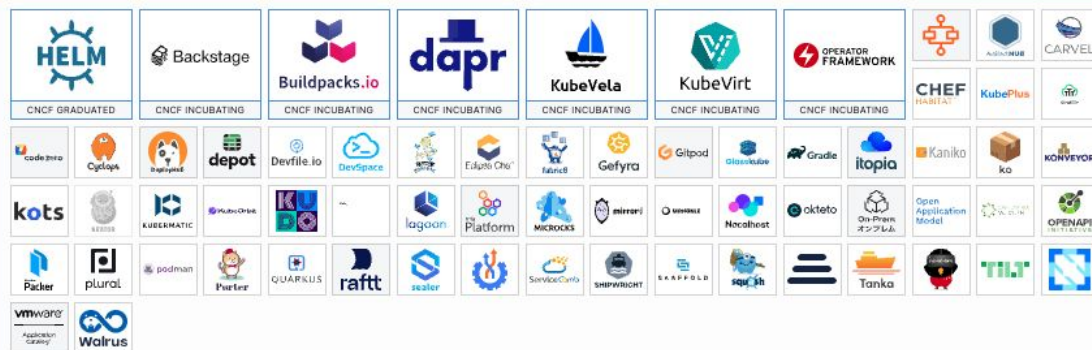 HELM
CNCF GRADUATED
Backstage
CNCF INCUBATING
Buildpacks.io
CNCF INCUBATING
dapr
CNCF INCUBATING
KubeVela
CNCF INCUBATING
KubeVirt
CNCF INCUBATING
OPERATOR
FRAMEWORK
CNCF INCUBATING
CARVEL
CHEF
HABITAT
KubePlus
Cyclops
depot
Devfile.io
DevSpace
Gefyra
Gitpod
Gradle
itopia
Kaniko
ko
KONVEYOR
kots
KUBERMATIC
KUDO
lagoon
Platform
MICROCKS
mirrord
Nocalhost
okteto
On-Prem
オンプレム
Open
Application
Model
OPENAPI
INITIATIVE
Packer
plural
podman
Porter
QUARKUS
raftt
sealer
ServiceComb
SHIPWRIGHT
SKAFFOLD
squash
Tanka
TILT
vmware
Application
Catalog
Walrus